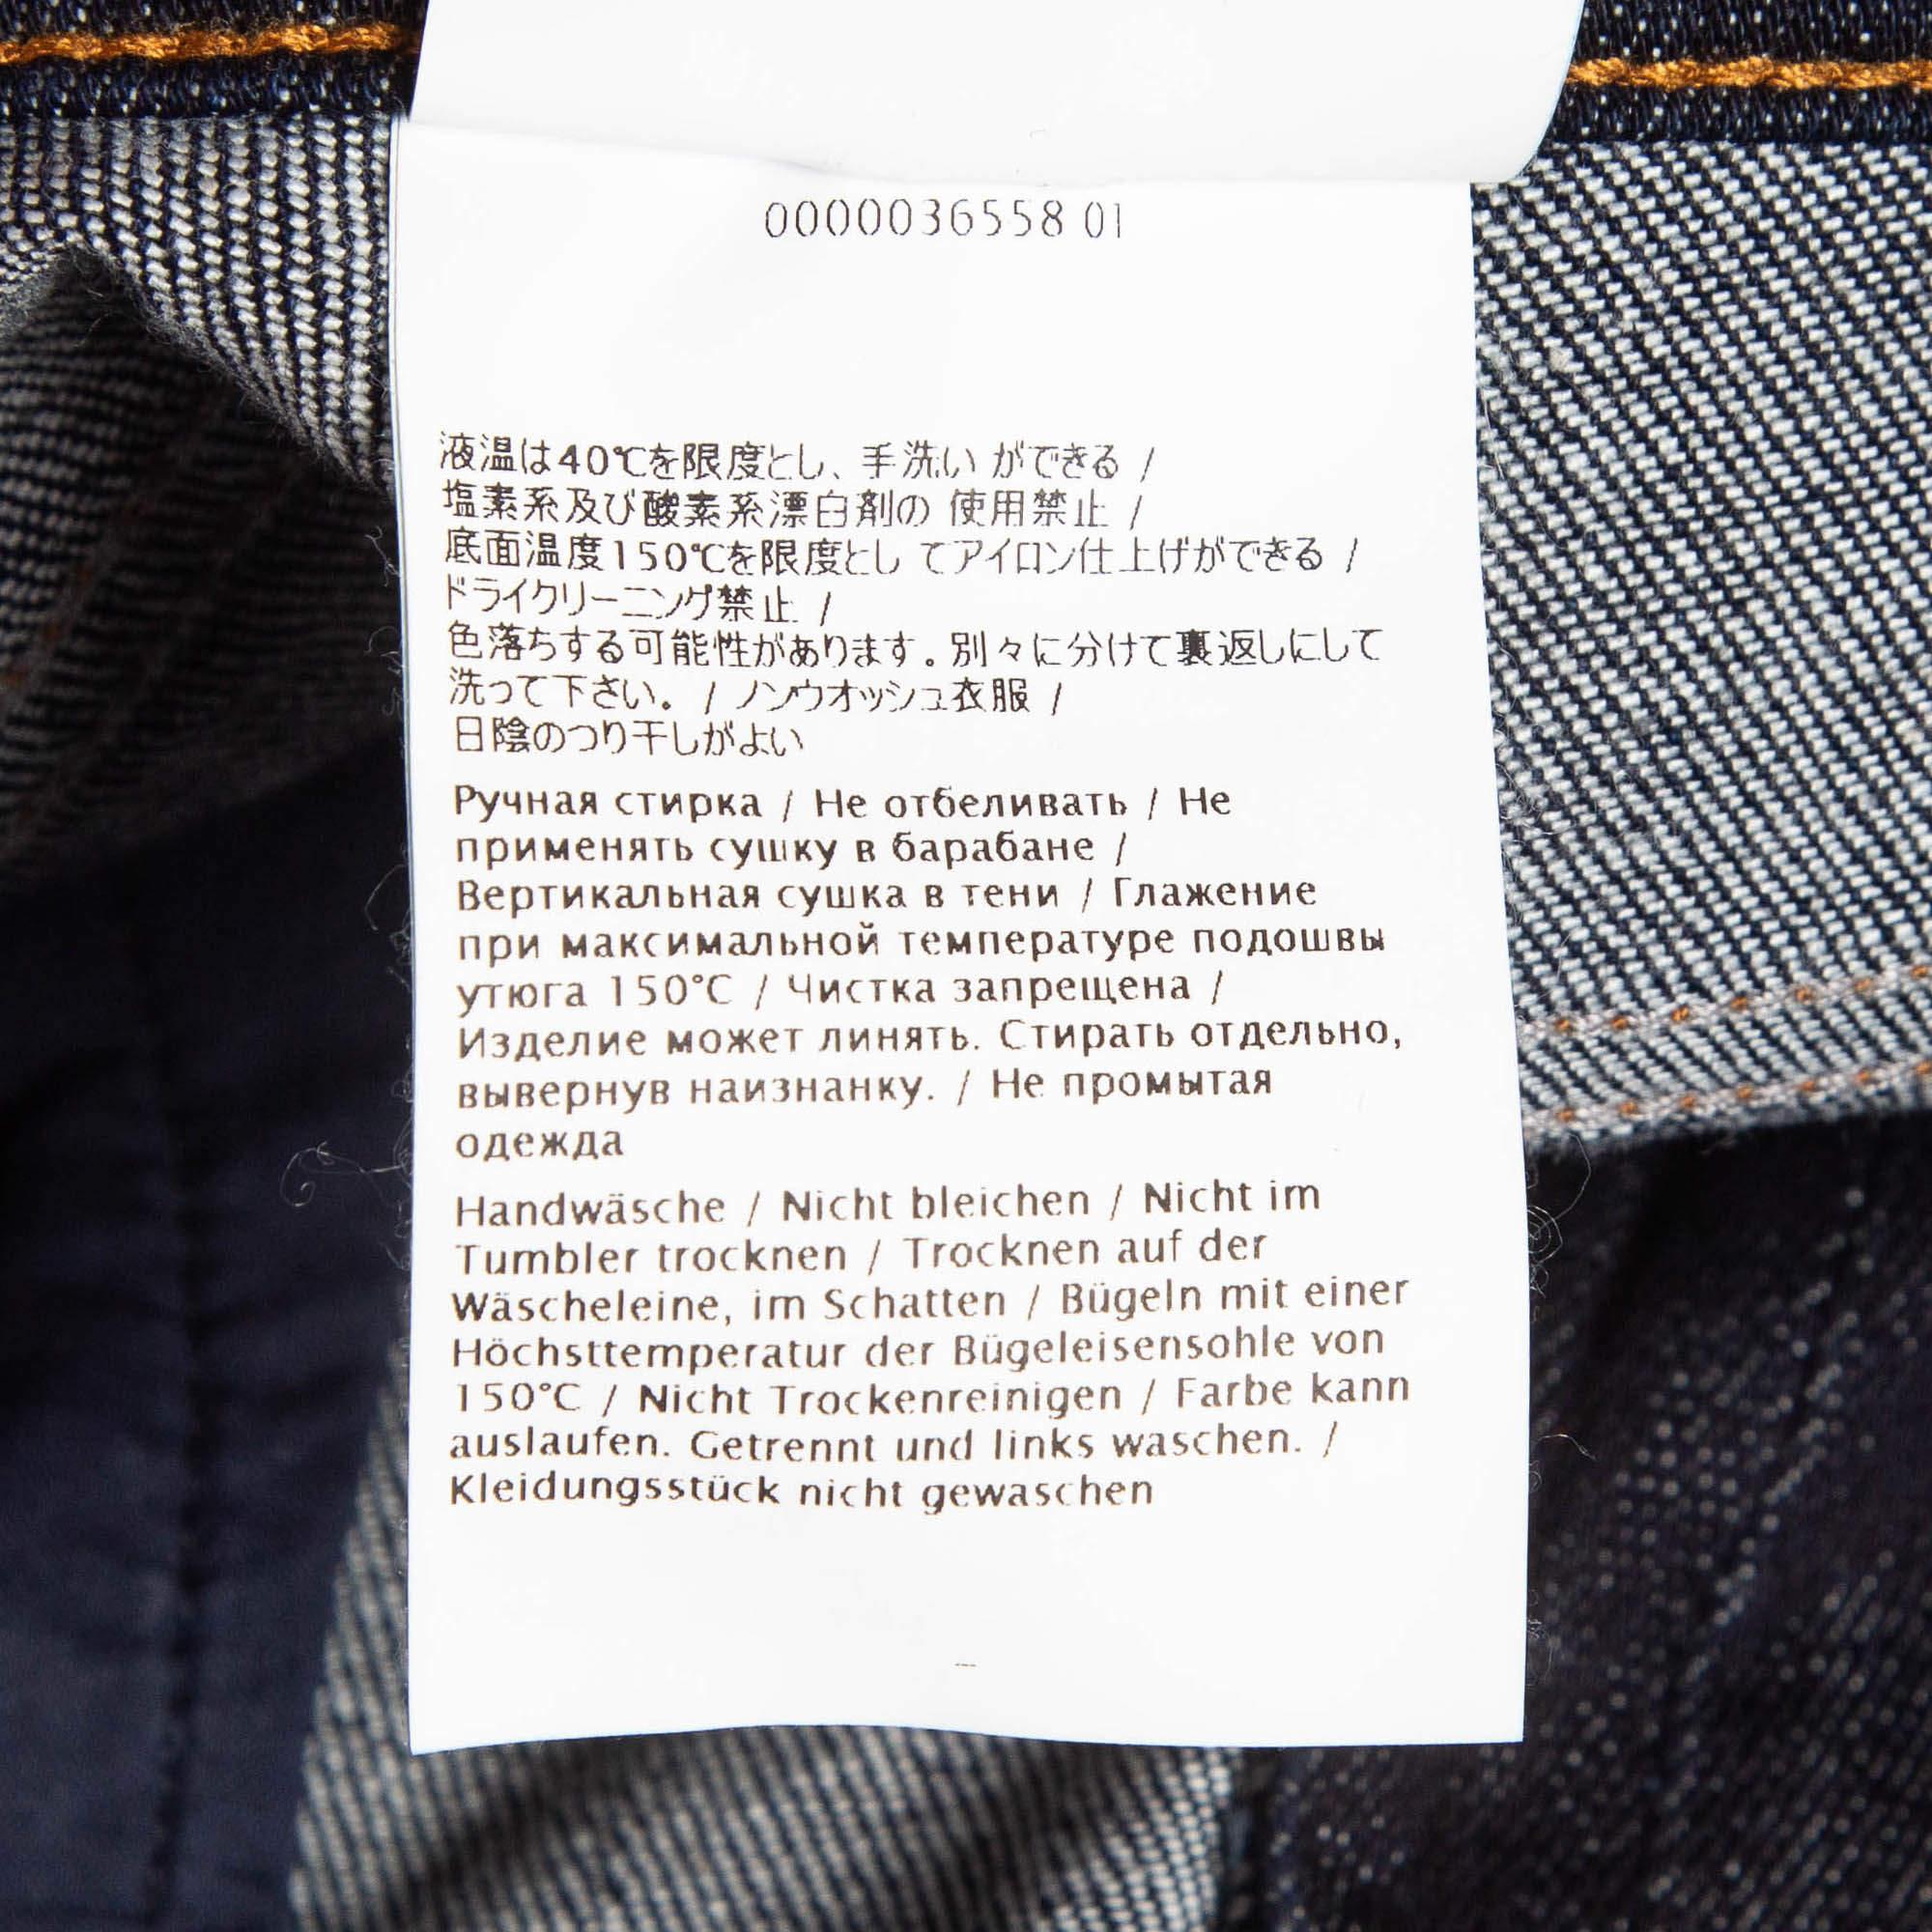 0000036558 01
液温は40℃を限度とし、手洗い ができる /
塩素系及び酸素系漂白剤の 使用禁止 /
底面温度150℃を限度とし てアイロン仕上げができる /
ドライクリーニング禁止 /
色落ちする可能性があります。別々に分けて裏返しにして
洗って下さい。 / ノンウオッシュ衣服 /
日陰のつり干しがよい
Ручная стирка / Не отбеливать / Не
применять сушку в барабане /
Вертикальная сушка в тени / Глажение
при максимальной температуре подошвы
утюга 150°C / Чистка запрещена /
Изделие может линять. Стирать отдельно,
вывернув наизнанку. / Не промытая
одежда
Handwäsche / Nicht bleichen / Nicht im
Tumbler trocknen / Trocknen auf der
Wäscheleine, im Schatten / Bügeln mit einer
Höchsttemperatur der Bügeleisensohle von
150°C / Nicht Trockenreinigen / Farbe kann
auslaufen. Getrennt und links waschen. /
Kleidungsstück nicht gewaschen